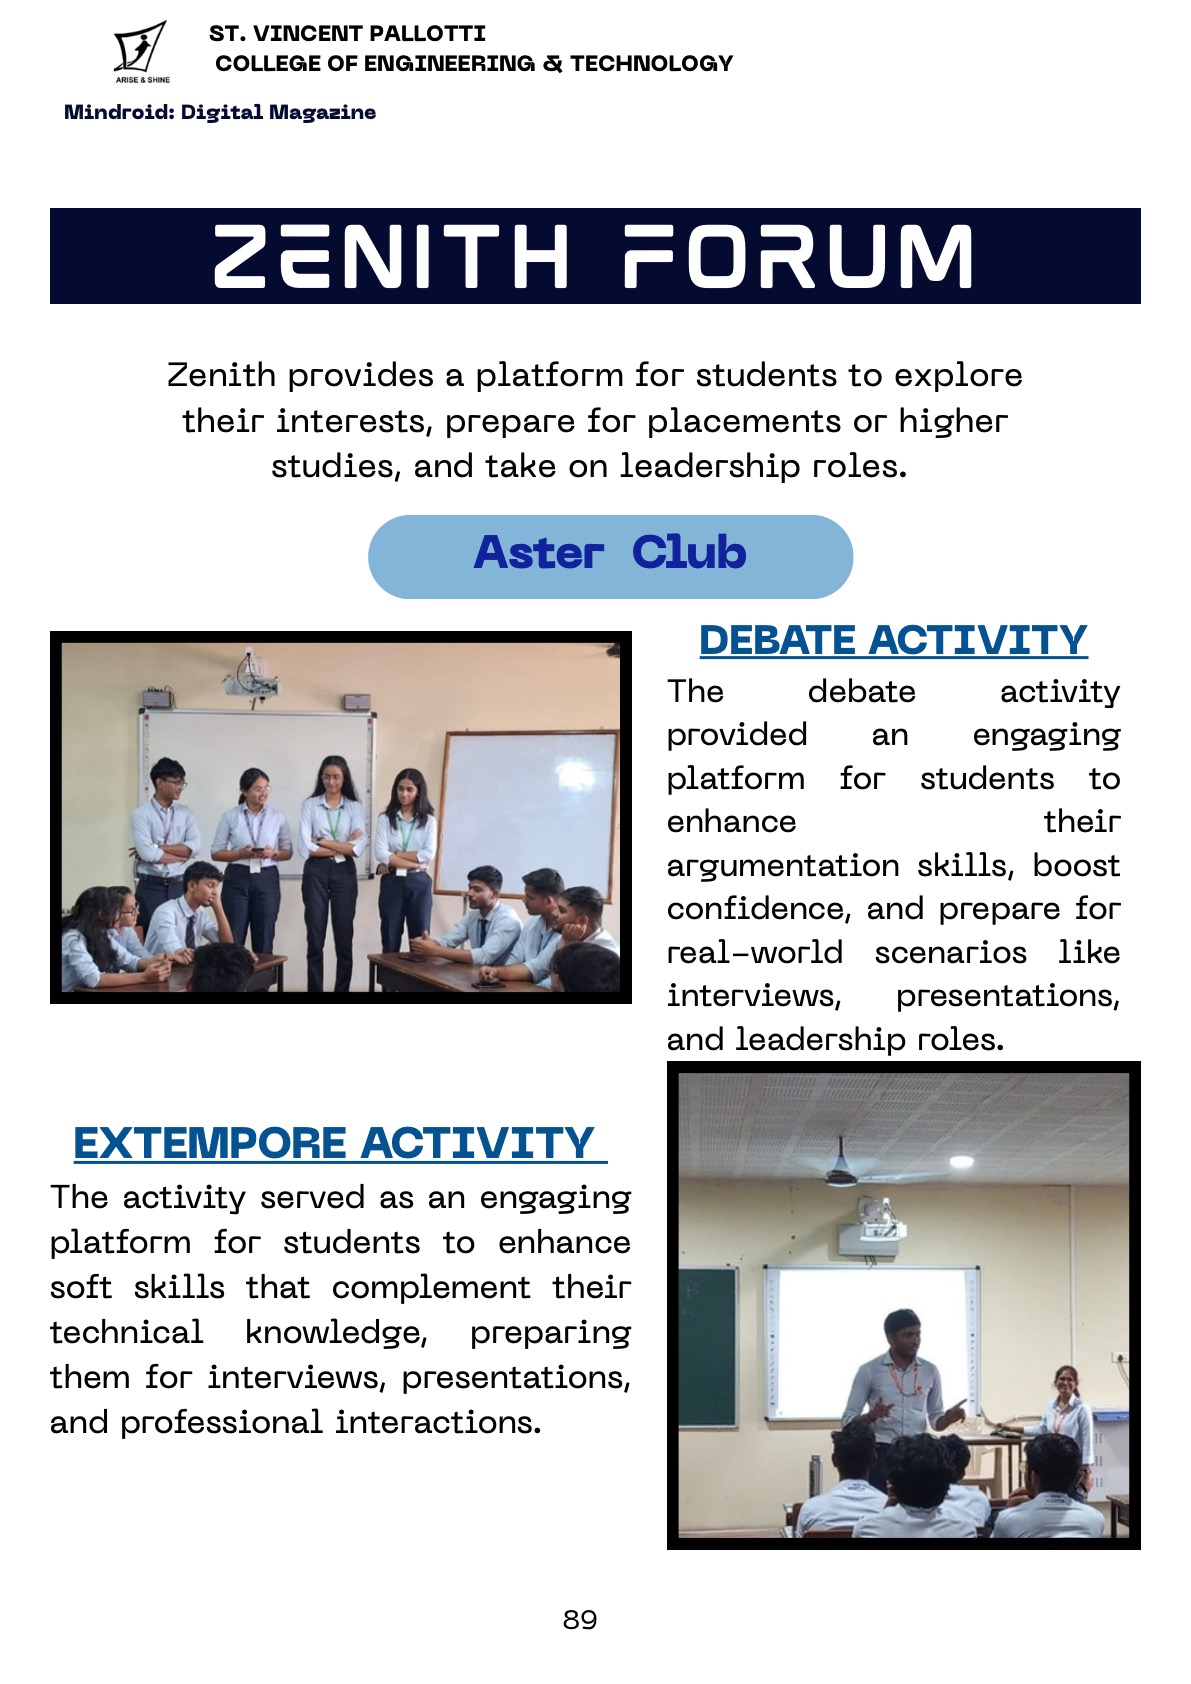 ST. VINCENT PALLOTTI
COLLEGE OF ENGINEERING & TECHNOLOGY
ARISE & SHINE
Mindroid: Digital Magazine
ZENITH FORUM
Zenith provides a platform for students to explore
their interests, prepare for placements or higher
studies, and take on leadership roles.
Aster Club
DEBATE ACTIVITY
The debate activity
provided an engaging
platform for students to
enhance their
argumentation skills, boost
confidence, and prepare for
real-world scenarios like
interviews, presentations,
and leadership roles.
EXTEMPORE ACTIVITY
The activity served as an engaging
platform for students to enhance
soft skills that complement their
technical knowledge, preparing
them for interviews, presentations,
and professional interactions.
89